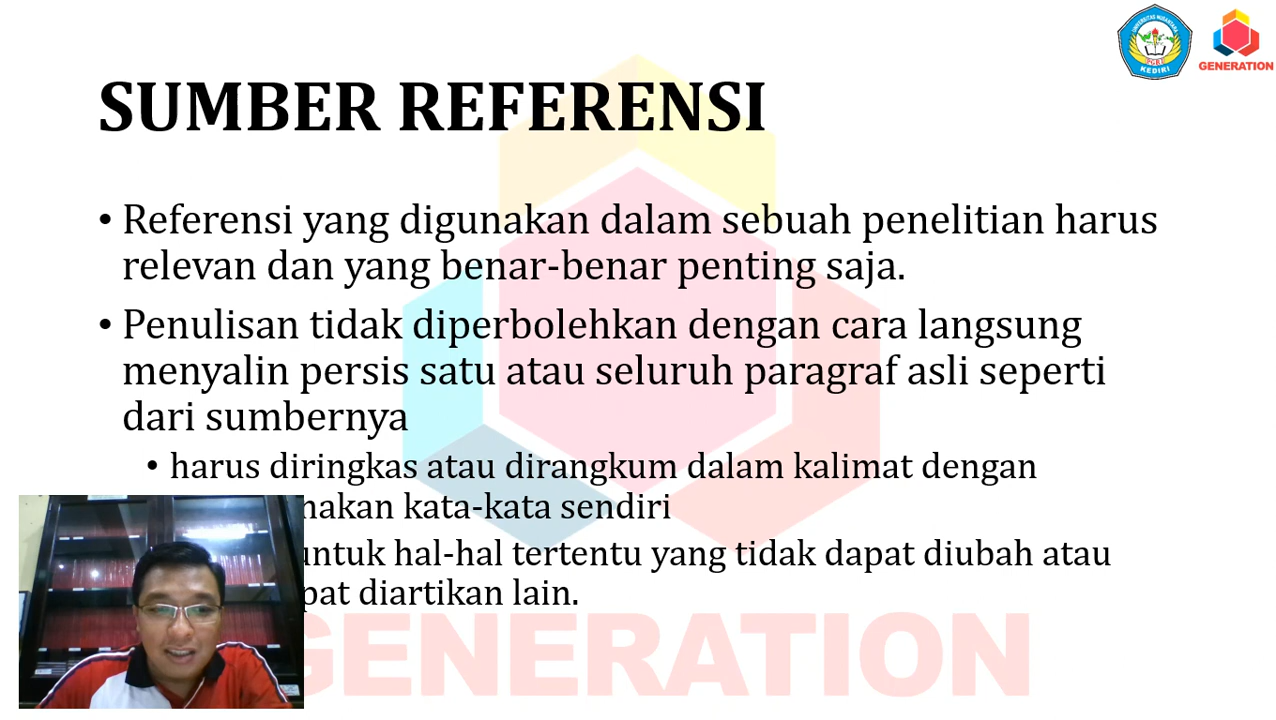 UNIVERSITAS NUSANTARA
KEDIRI
GENERATION
SUMBER REFERENSI
• Referensi yang digunakan dalam sebuah penelitian harus
relevan dan yang benar-benar penting saja.
• Penulisan tidak diperbolehkan dengan cara langsung
menyalin persis satu atau seluruh paragraf asli seperti
dari sumbernya
• harus diringkas atau dirangkum dalam kalimat dengan
kata-kata sendiri
untuk hal-hal tertentu yang tidak dapat diubah atau
diartikan lain.
GENERATION